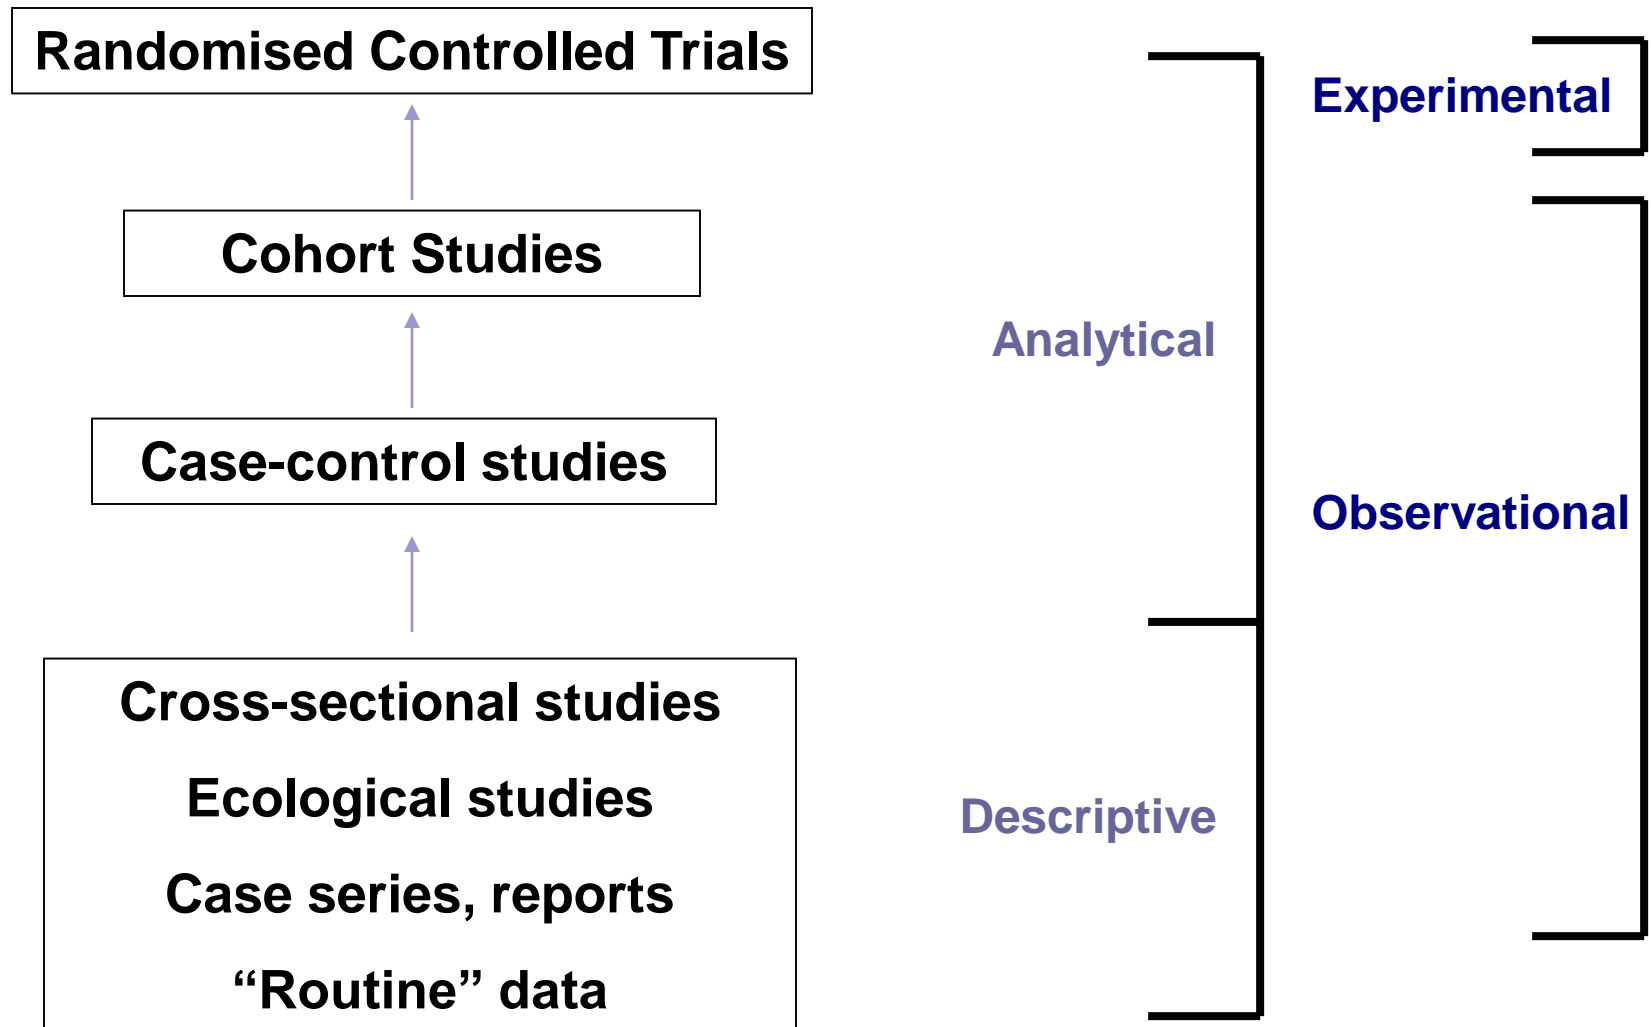 Randomised Controlled Trials
Experimental
Cohort Studies
Analytical
Case-control studies
Observational
Cross-sectional studies
Ecological studies
Descriptive
Case series, reports
“Routine” data